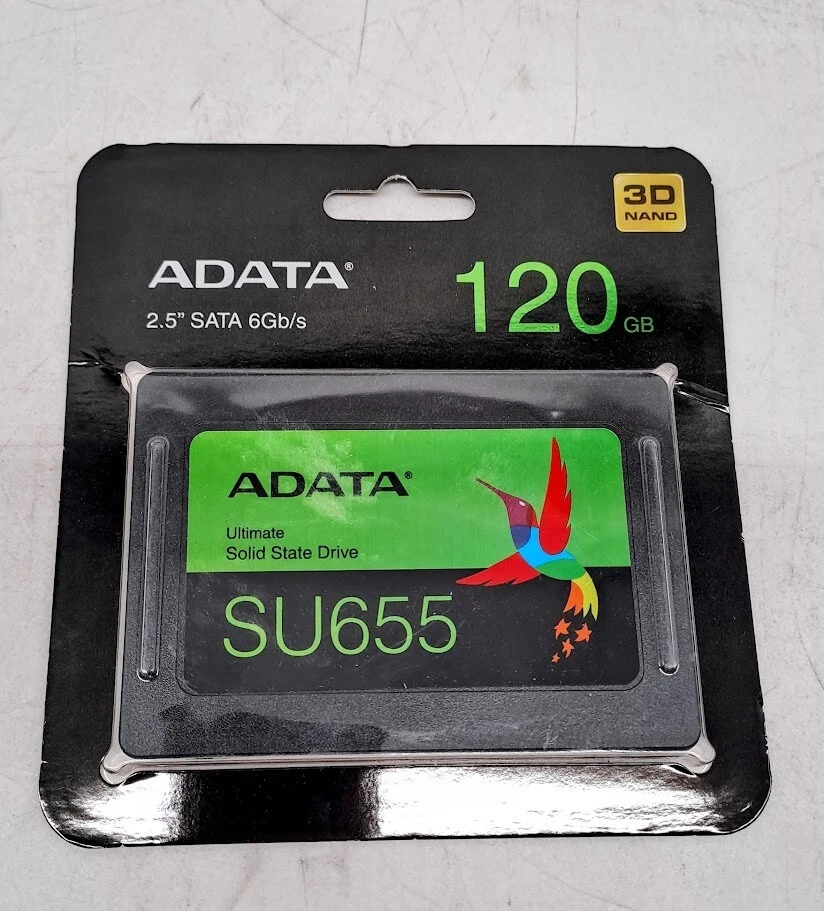 3D
NAND
ADATA®
120 GB
2.5” SATA 6Gb/s
ADATA®
Ultimate
Solid State Drive
SU655